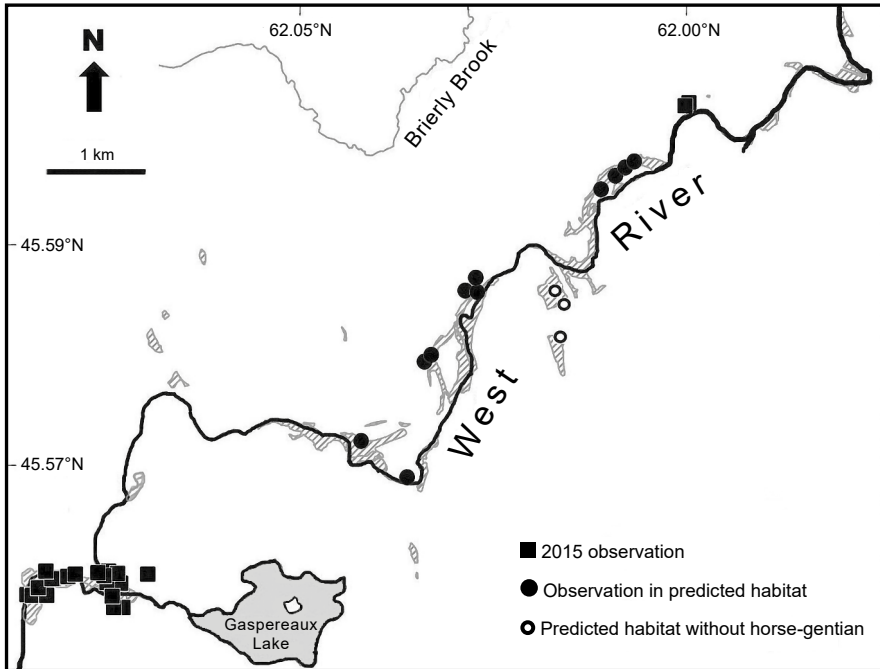 62.05°N
62.00°N
N
Brierly Brook
1 km
River
45.59°N
West
45.57°N
2015 observation
Observation in predicted habitat
Predicted habitat without horse-gentian
Gaspereaux
Lake